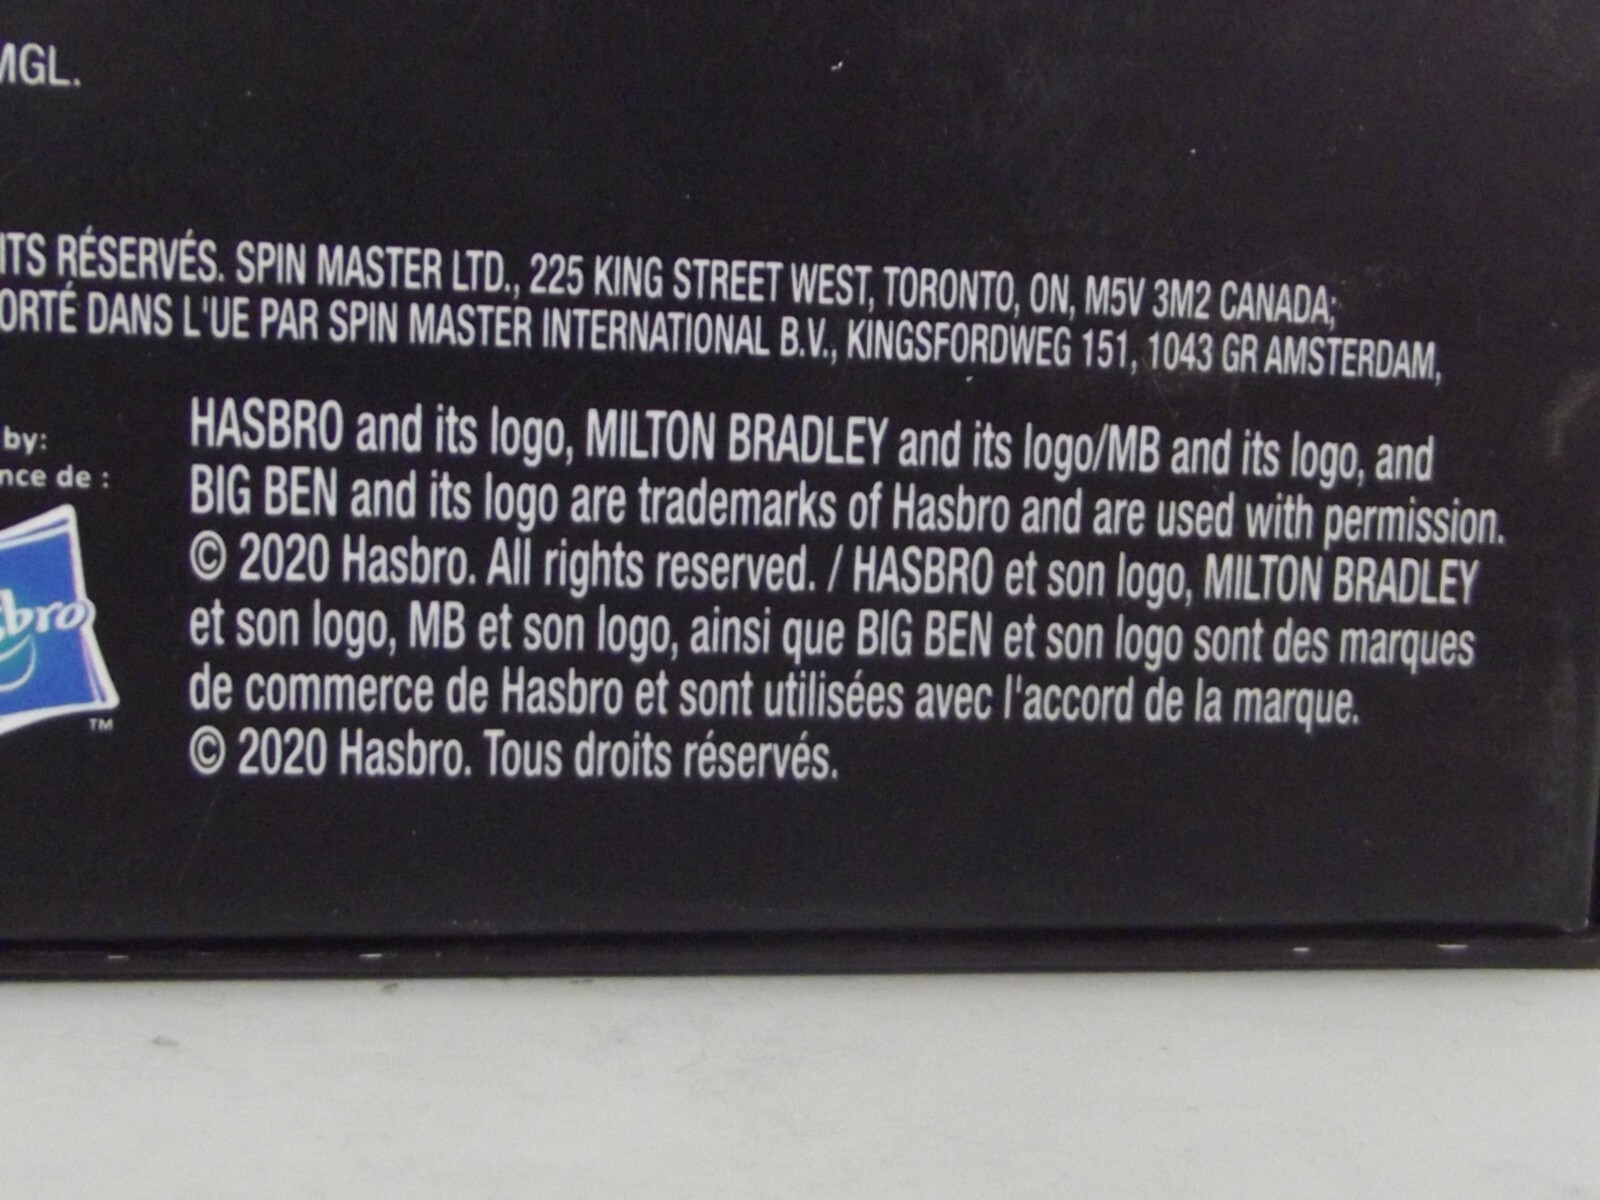 MGL.
ITS RÉSERVÉS. SPIN MASTER LTD., 225 KING STREET WEST, TORONTO, ON, M5V 3M2 CANADA;
ORTÉ DANS L'UE PAR SPIN MASTER INTERNATIONAL B.V., KINGSFORDWEG 151, 1043 GR AMSTERDAM,
by:
nce de :
bro
TM
HASBRO and its logo, MILTON BRADLEY and its logo/MB and its logo, and
BIG BEN and its logo are trademarks of Hasbro and are used with permission.
© 2020 Hasbro. All rights reserved. / HASBRO et son logo, MILTON BRADLEY
et son logo, MB et son logo, ainsi que BIG BEN et son logo sont des marques
de commerce de Hasbro et sont utilisées avec l'accord de la marque.
© 2020 Hasbro. Tous droits réservés.